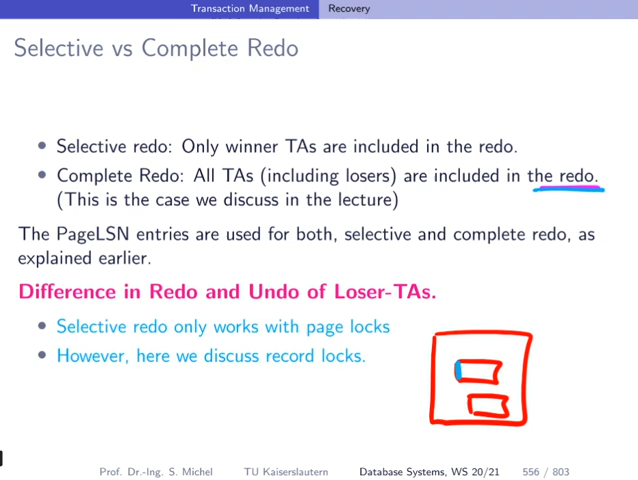 Transaction Management Recovery
Selective vs Complete Redo
• Selective redo: Only winner TAs are included in the redo.
• Complete Redo: All TAs (including losers) are included in the redo.
(This is the case we discuss in the lecture)
The PageLSN entries are used for both, selective and complete redo, as
explained earlier.
Difference in Redo and Undo of Loser-TAs.
• Selective redo only works with page locks
• However, here we discuss record locks.
Prof. Dr.-Ing. S. Michel TU Kaiserslautern Database Systems, WS 20/21 556 / 803